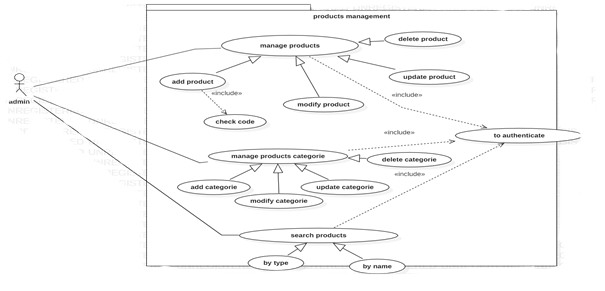 products management
delete product
manage products
update product
add product
«include»
modify product
check code
admin
«include»
to authenticate
«include»
manage products categorie
delete categorie
«include»
add categorie
update categorie
modify categorie
search products
by type
by name